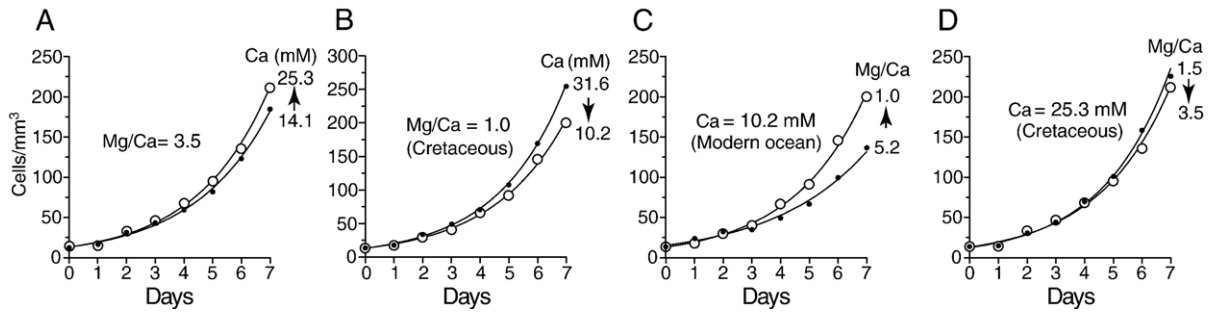 A
Cells/mm³
250
200
150
100
50
0
0 1 2 3 4 5 6 7
Days
Mg/Ca= 3.5
Ca (mM)
25.3
14.1
B
300
250
200
150
100
50
0
0 1 2 3 4 5 6 7
Days
Mg/Ca = 1.0
(Cretaceous)
Ca (mM)
31.6
10.2
C
250
200
150
100
50
0
0 1 2 3 4 5 6 7
Days
Ca = 10.2 mM
(Modern ocean)
Mg/Ca
1.0
5.2
D
250
200
150
100
50
0
0 1 2 3 4 5 6 7
Days
Ca = 25.3 mM
(Cretaceous)
Mg/Ca
1.5
3.5